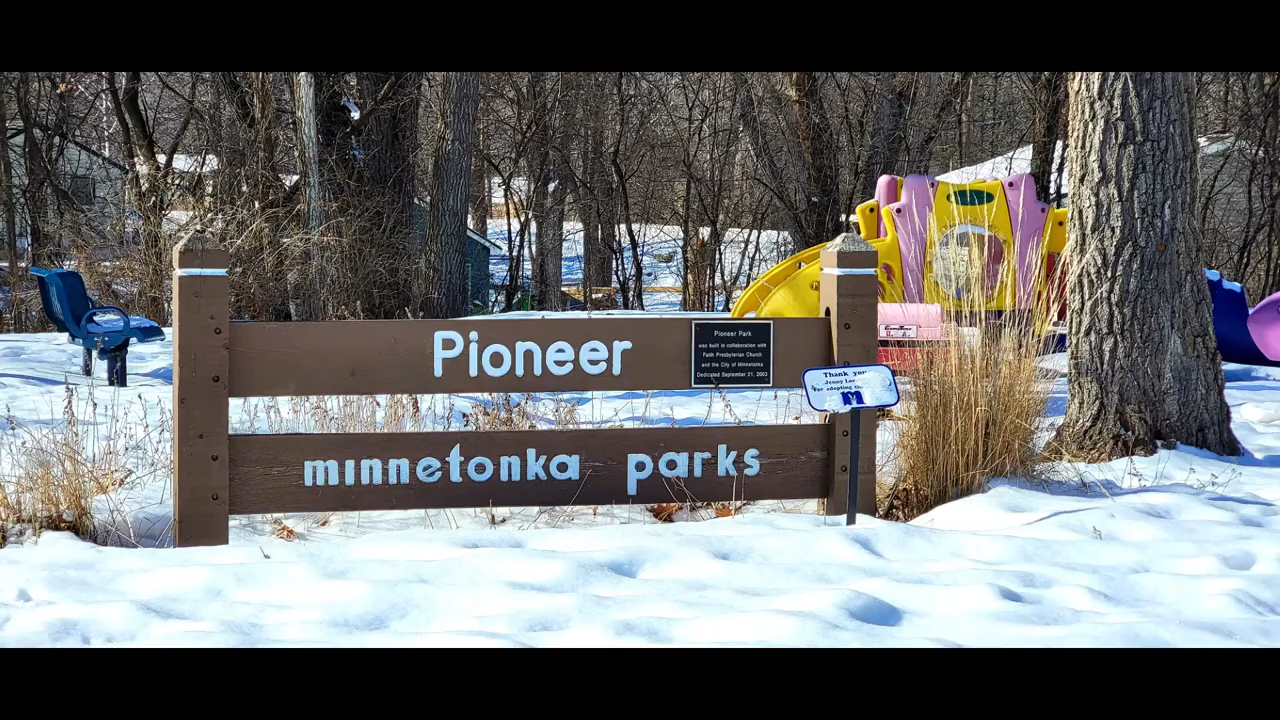 Pioneer
Pioneer Park
was built in collaboration with
Faith Presbyterian Church
and the City of Minnetonka
Dedicated September 21, 2003
Thank you
Jenny
For adopting
minnetonka parks